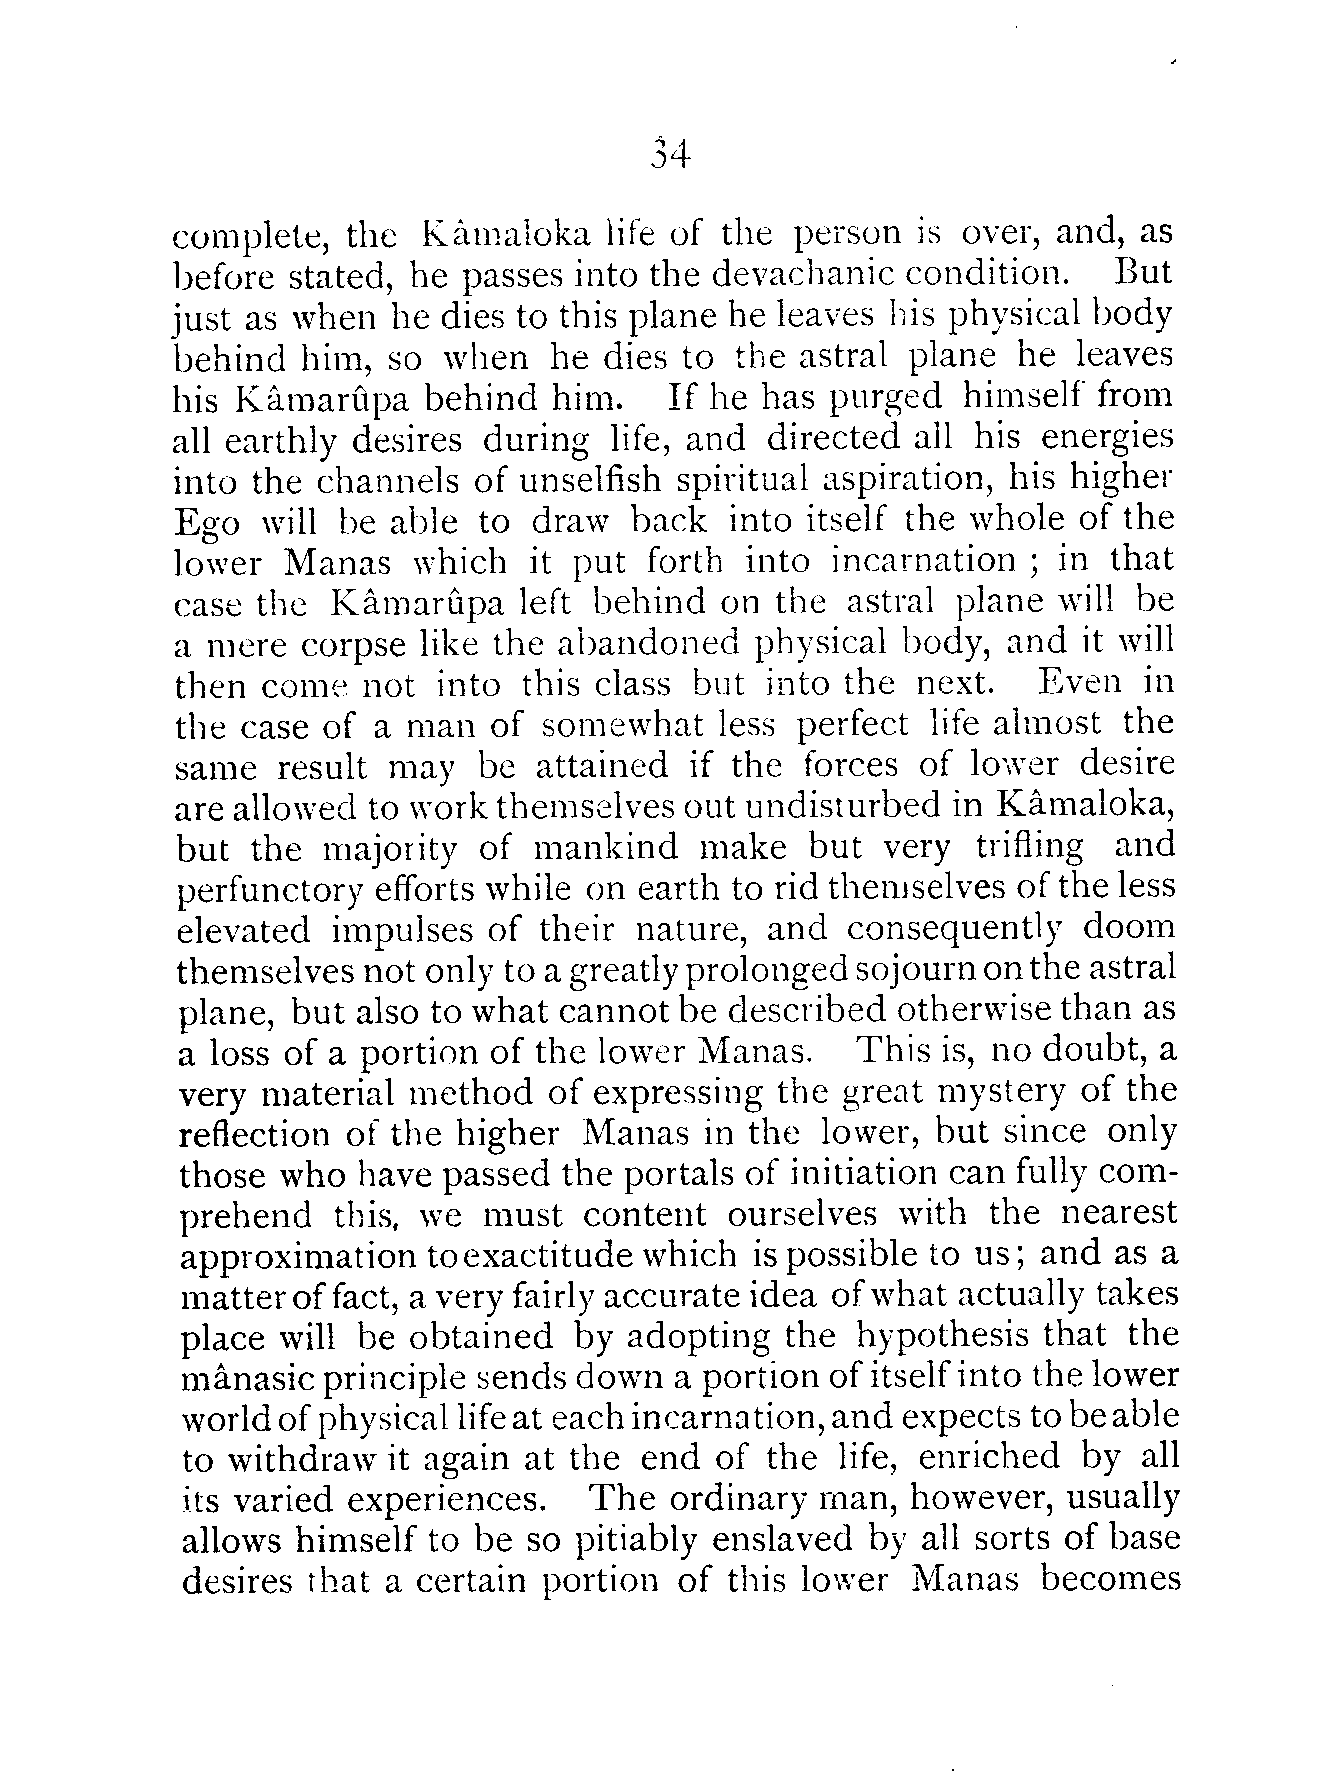 34
complete, the Kâmaloka life of the person is over, and, as
before stated, he passes into the devachanic condition. But
just as when he dies to this plane he leaves his physical body
behind him, so when he dies to the astral plane he leaves
his Kâmarûpa behind him. If he has purged himself from
all earthly desires during life, and directed all his energies
into the channels of unselfish spiritual aspiration, his higher
Ego will be able to draw back into itself the whole of the
lower Manas which it put forth into incarnation ; in that
case the Kâmarûpa left behind on the astral plane will be
a mere corpse like the abandoned physical body, and it will
then come not into this class but into the next. Even in
the case of a man of somewhat less perfect life almost the
same result may be attained if the forces of lower desire
are allowed to work themselves out undisturbed in Kâmaloka,
but the majority of mankind make but very trifling and
perfunctory efforts while on earth to rid themselves of the less
elevated impulses of their nature, and consequently doom
themselves not only to a greatly prolonged sojourn on the astral
plane, but also to what cannot be described otherwise than as
a loss of a portion of the lower Manas. This is, no doubt, a
very material method of expressing the great mystery of the
reflection of the higher Manas in the lower, but since only
those who have passed the portals of initiation can fully com-
prehend this, we must content ourselves with the nearest
approximation to exactitude which is possible to us; and as a
matter of fact, a very fairly accurate idea of what actually takes
place will be obtained by adopting the hypothesis that the
mânasic principle sends down a portion of itself into the lower
world of physical life at each incarnation, and expects to be able
to withdraw it again at the end of the life, enriched by all
its varied experiences. The ordinary man, however, usually
allows himself to be so pitiably enslaved by all sorts of base
desires that a certain portion of this lower Manas becomes